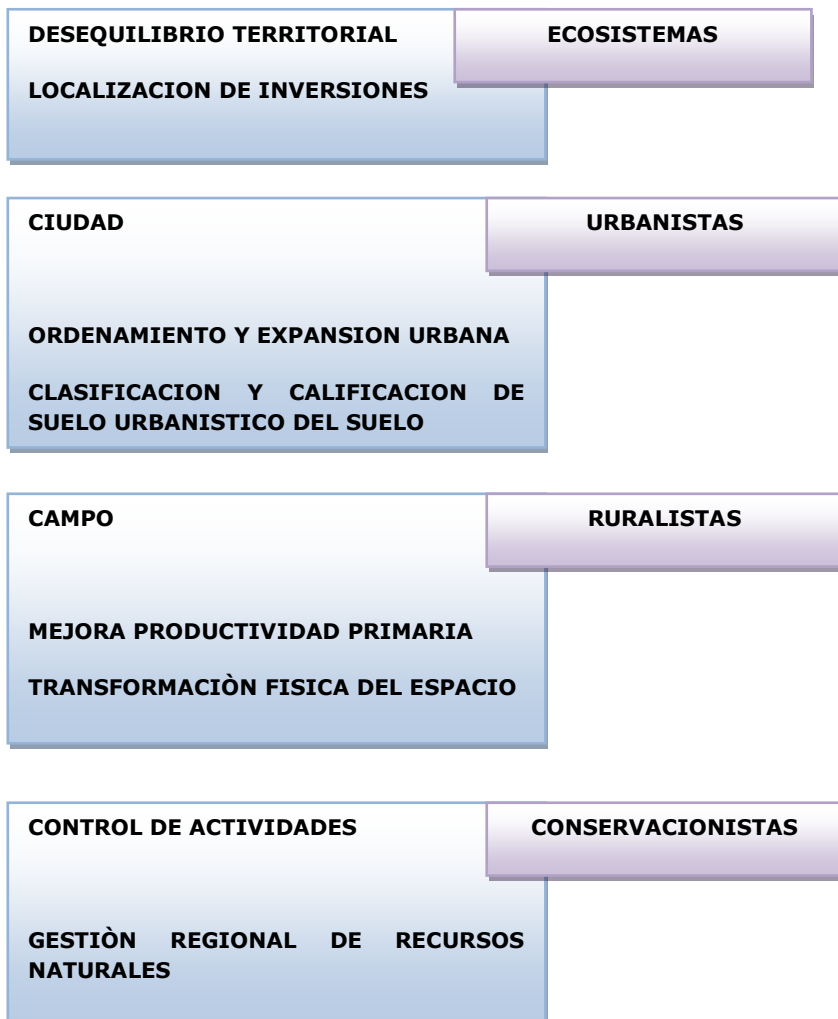 DESEQUILIBRIO TERRITORIAL
ECOSISTEMAS
LOCALIZACION DE INVERSIONES
CIUDAD
URBANISTAS
ORDENAMIENTO Y EXPANSION URBANA
CLASIFICACION Y CALIFICACION DE
SUELO URBANISTICO DEL SUELO
CAMPO
RURALISTAS
MEJORA PRODUCTIVIDAD PRIMARIA
TRANSFORMACIÒN FISICA DEL ESPACIO
CONTROL DE ACTIVIDADES
CONSERVACIONISTAS
GESTIÒN REGIONAL DE RECURSOS
NATURALES